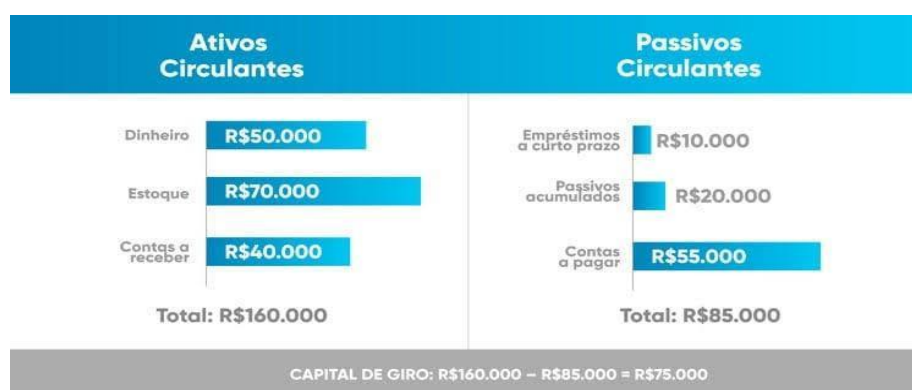 Ativos
Circulantes
Dinheiro R$50.000
Estoque R$70.000
Contas a
receber
R$40.000
Total: R$160.000
Passivos
Circulantes
Empréstimos
a curto prazo
R$10.000
Passivos
acumulados
R$20.000
Contas
a pagar
R$55.000
Total: R$85.000
CAPITAL DE GIRO: R$160.000 – R$85.000 = R$75.000